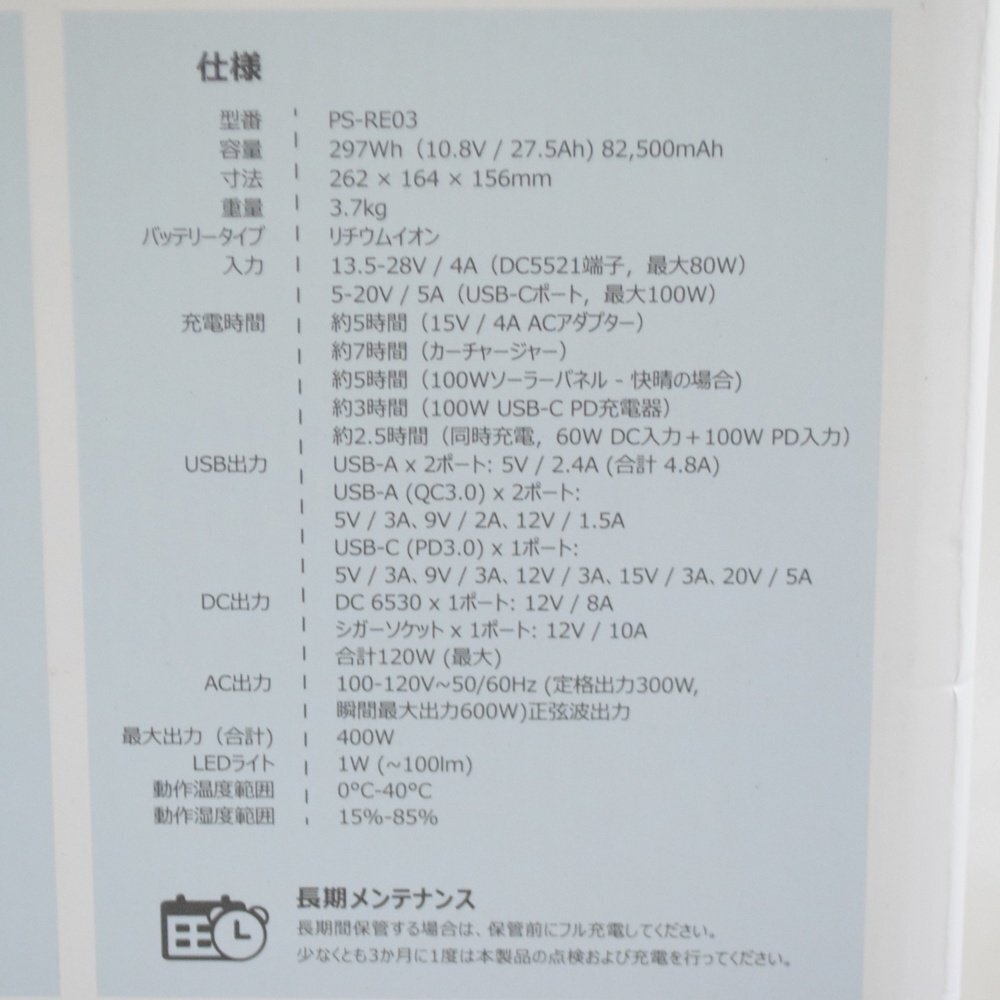 仕様
型番 PS-RE03
容量 297Wh（10.8V / 27.5Ah) 82,500mAh
寸法 262 × 164 × 156mm
重量 3.7kg
バッテリータイプ リチウムイオン
入力 13.5-28V / 4A（DC5521端子，最大80W）
5-20V / 5A（USB-Cポート，最大100W）
充電時間 約5時間（15V / 4A ACアダプター）
約7時間（カーチャージャー）
約5時間（100Wソーラーパネル - 快晴の場合)
約3時間（100W USB-C PD充電器）
約2.5時間（同時充電，60W DC入力＋100W PD入力）
USB出力 USB-A x 2ポート: 5V / 2.4A (合計 4.8A)
USB-A (QC3.0) x 2ポート:
5V / 3A、9V / 2A、12V / 1.5A
USB-C (PD3.0) x 1ポート:
5V / 3A、9V / 3A、12V / 3A、15V / 3A、20V / 5A
DC出力 DC 6530 x 1ポート: 12V / 8A
シガーソケット x 1ポート: 12V / 10A
合計120W (最大)
AC出力 100-120V~50/60Hz (定格出力300W,
瞬間最大出力600W)正弦波出力
最大出力（合計) 400W
LEDライト 1W (~100lm)
動作温度範囲 0°C-40°C
動作湿度範囲 15%-85%
長期メンテナンス
長期間保管する場合は、保管前にフル充電してください。
少なくとも3か月に1度は本製品の点検および充電を行ってください。